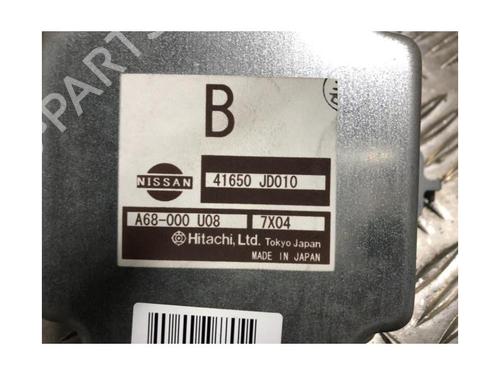 B
NISSAN
41650 JD010
A68-000 U08 7X04
Hitachi, Ltd. Tokyo Japan
MADE IN JAPAN